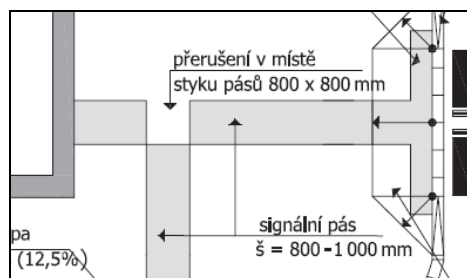 přerušení v místě
styku pásů 800 x 800 mm
signální pás
š = 800-1 000 mm
pa
(12,5%)